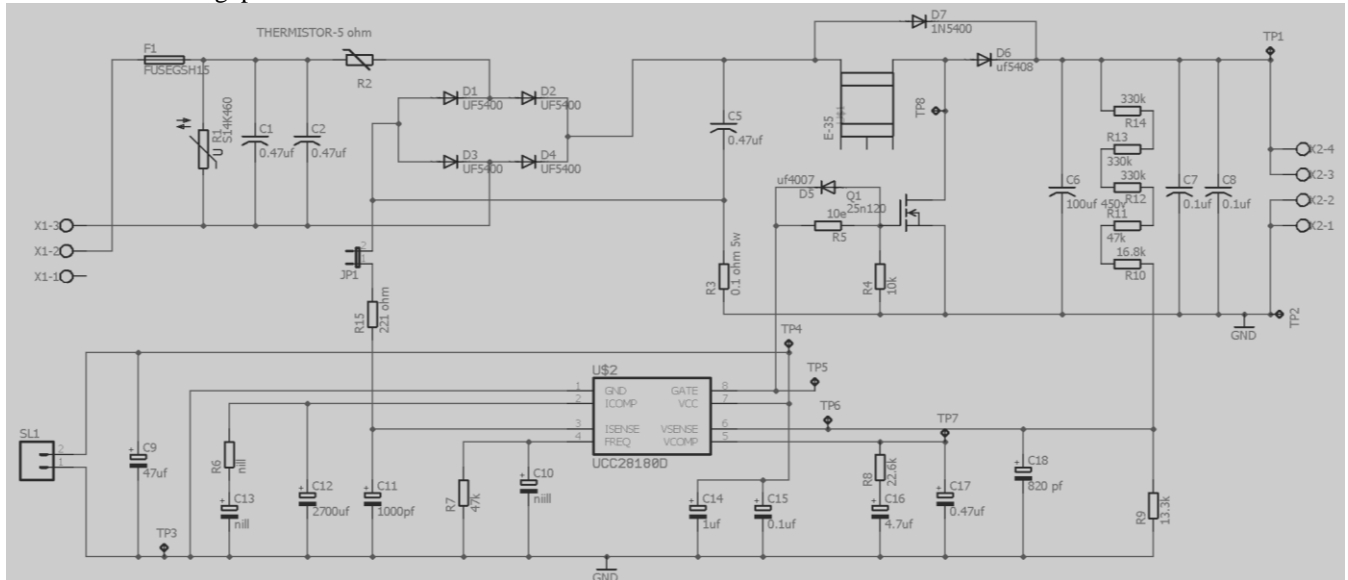 THERMISTOR-5 ohm
F1
FUSEGSH15
R2
R1
S14K460
U
C1
0.47uf
C2
0.47uf
D1
UF5400
D2
UF5400
D3
UF5400
D4
UF5400
C5
0.47uf
D7
1N5400
D6
uf5408
TP1
TP8
E-35
uf4007
D5
Q1
25n120
10e
R5
R4
10k
R3
0.1 ohm 5w
C6
100uf 450v
330k
R14
R13
330k
330k
R12
R11
47k
16.8k
R10
C7
0.1uf
C8
0.1uf
X2-4
X2-3
X2-2
X2-1
TP2
GND
X1-3
X1-2
X1-1
2
1
JP1
R15
221 ohm
TP4
TP5
TP6
TP7
U$2
1 GND GATE 8
2 ICOMP VCC 7
3 ISENSE VSENSE 6
4 FREQ VCOMP 5
UCC28180D
SL1
2
1
C9
47uf
TP3
R6
nill
C13
nill
C12
2700uf
C11
1000pf
R7
47k
C10
niill
C14
1uf
C15
0.1uf
R8
22.6k
C16
4.7uf
C17
0.47uf
C18
820 pf
R9
13.3k
GND